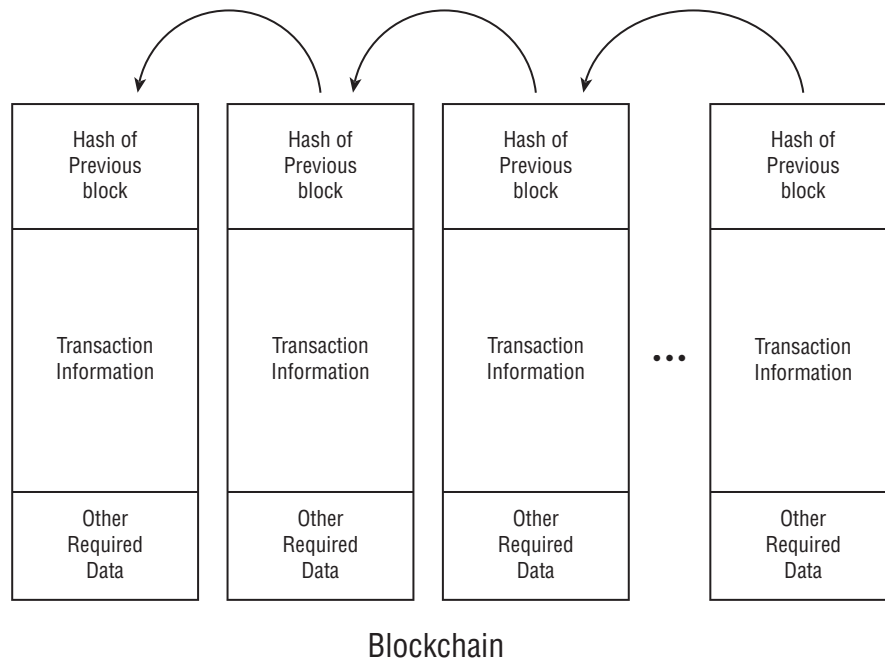 Hash of
Previous
block
Hash of
Previous
block
Hash of
Previous
block
Hash of
Previous
block
Transaction
Information
Transaction
Information
Transaction
Information
...
Transaction
Information
Other
Required
Data
Other
Required
Data
Other
Required
Data
Other
Required
Data
Blockchain